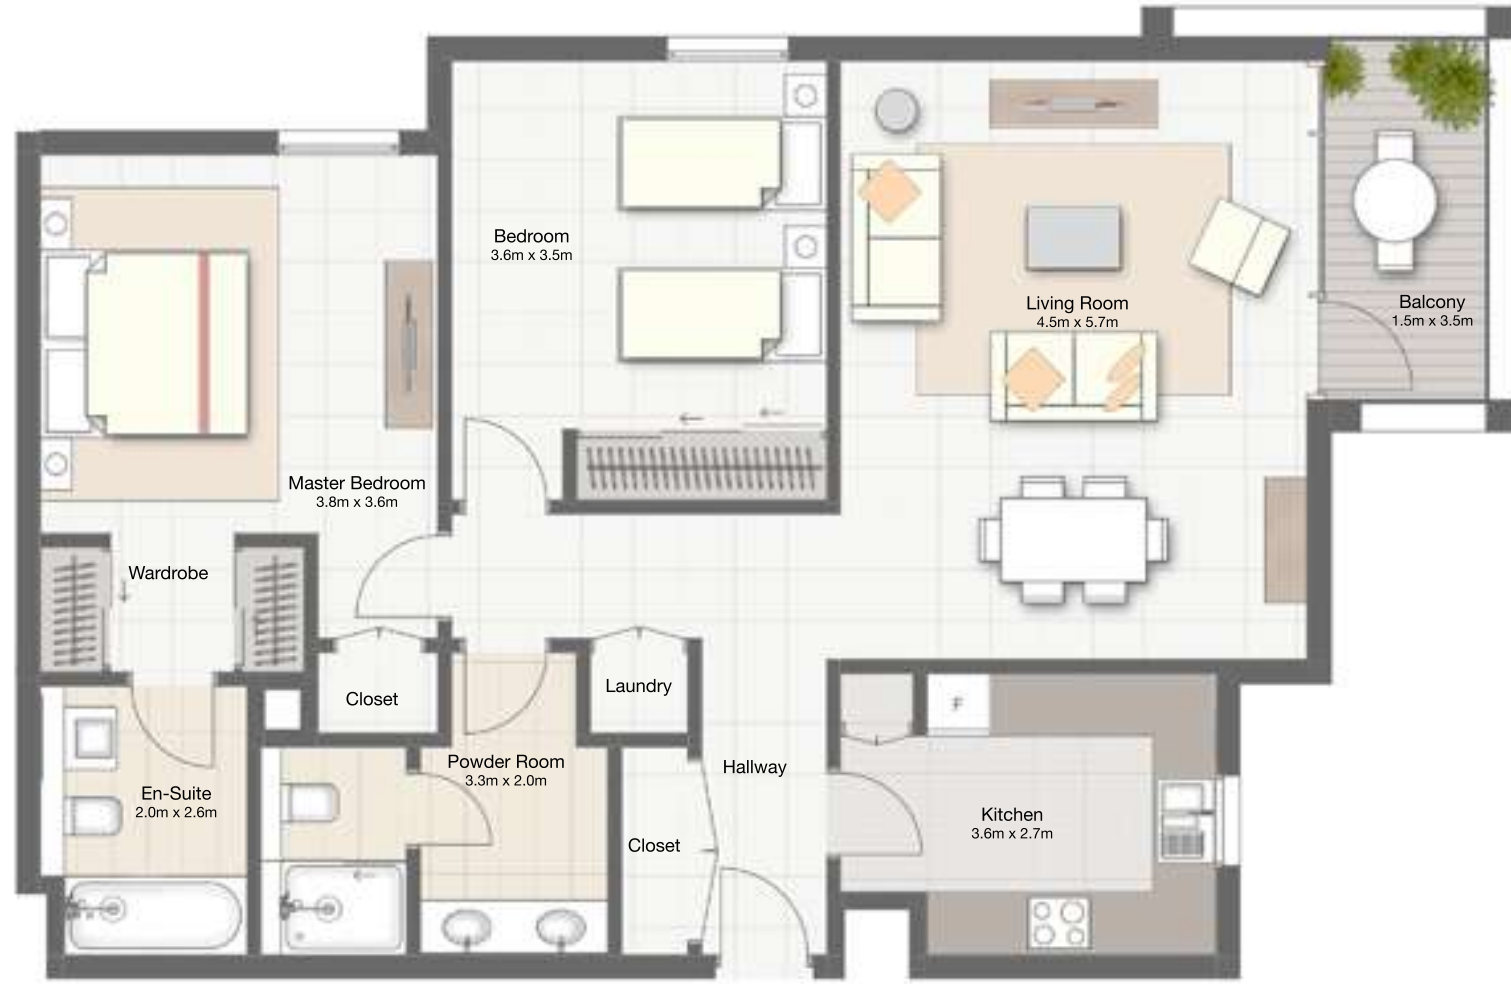 Bedroom
3.6m x 3.5m
Living Room
4.5m x 5.7m
Balcony
1.5m x 3.5m
Master Bedroom
3.8m x 3.6m
Wardrobe
Closet
Laundry
F
Powder Room
3.3m x 2.0m
Hallway
En-Suite
2.0m x 2.6m
Kitchen
3.6m x 2.7m
Closet